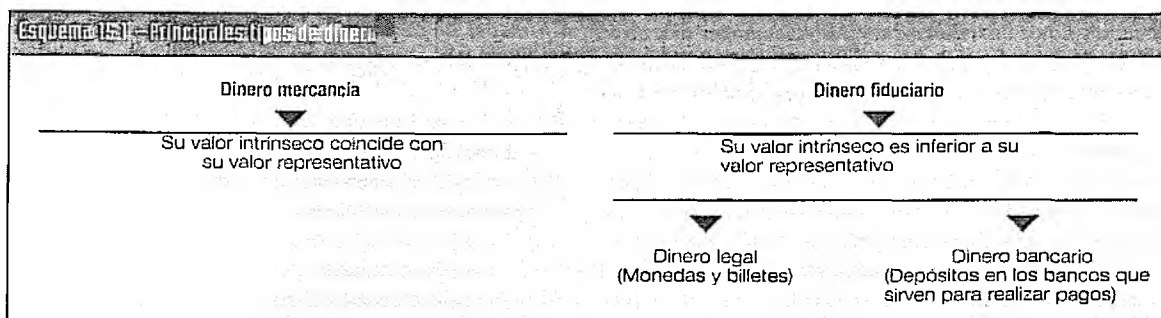 Esquema 15.1. – Principales tipos de dinero
Dinero mercancía
Su valor intrínseco coincide con
su valor representativo
Dinero fiduciario
Su valor intrínseco es inferior a su
valor representativo
Dinero legal
(Monedas y billetes)
Dinero bancario
(Depósitos en los bancos que
sirven para realizar pagos)